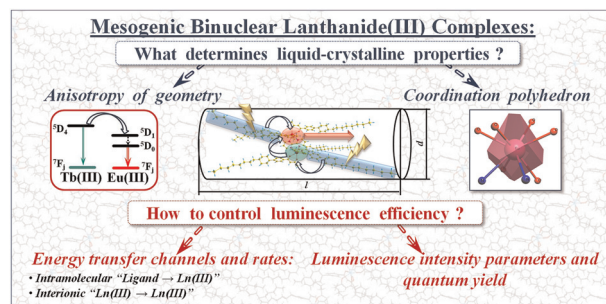 Mesogenic Binuclear Lanthanide(III) Complexes:
What determines liquid-crystalline properties ?
Anisotropy of geometry
Coordination polyhedron
⁵D₄
⁵D₁
⁵D₀
⁷Fⱼ
⁷Fⱼ
Tb(III) Eu(III)
d
l
How to control luminescence efficiency ?
Energy transfer channels and rates:
• Intramolecular “Ligand → Ln(III)”
• Interionic “Ln(III) → Ln(III)”
Luminescence intensity parameters and
quantum yield